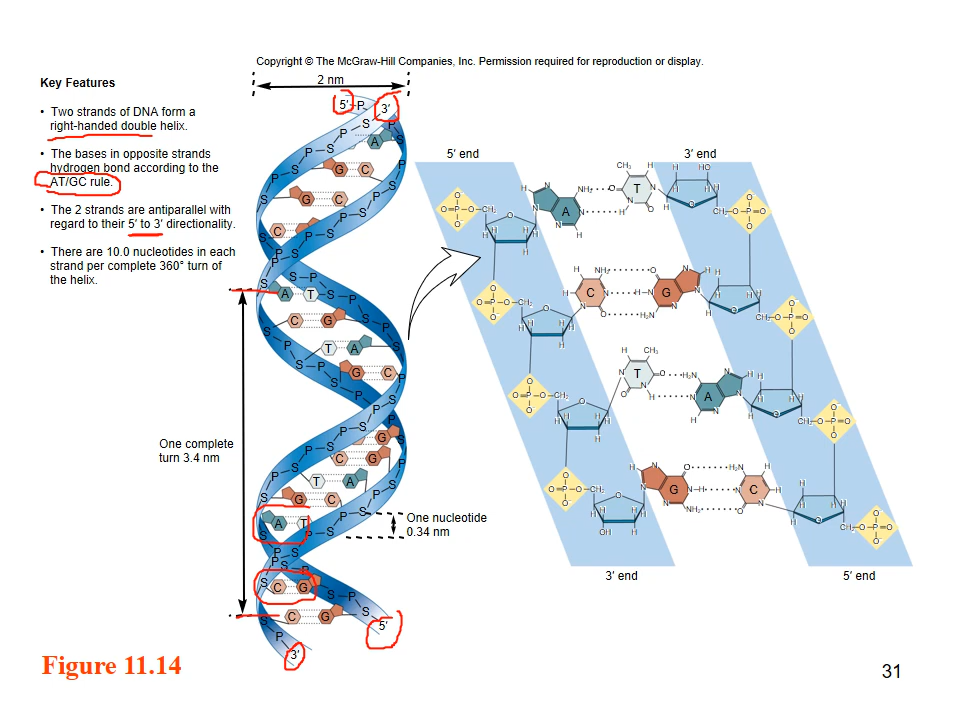 Copyright © The McGraw-Hill Companies, Inc. Permission required for reproduction or display.
Key Features
• Two strands of DNA form a
right-handed double helix.
• The bases in opposite strands
hydrogen bond according to the
AT/GC rule.
• The 2 strands are antiparallel with
regard to their 5′ to 3′ directionality.
• There are 10.0 nucleotides in each
strand per complete 360° turn of
the helix.
2 nm
5′ P 3′
S P
P S A S
P S G C P
S G C S
C S P
S P
P S P
S A T S P
C G S P
S P T A S
S P G C P
S P S
P S G P
S C G
P T A
S G C S
A T S P
S P S
One complete
turn 3.4 nm
One nucleotide
0.34 nm
P S P
S C G S P
S C G S
P 5′
3′
5′ end
3′ end
A T
C G
T A
G C
3′ end
5′ end
Figure 11.14
31